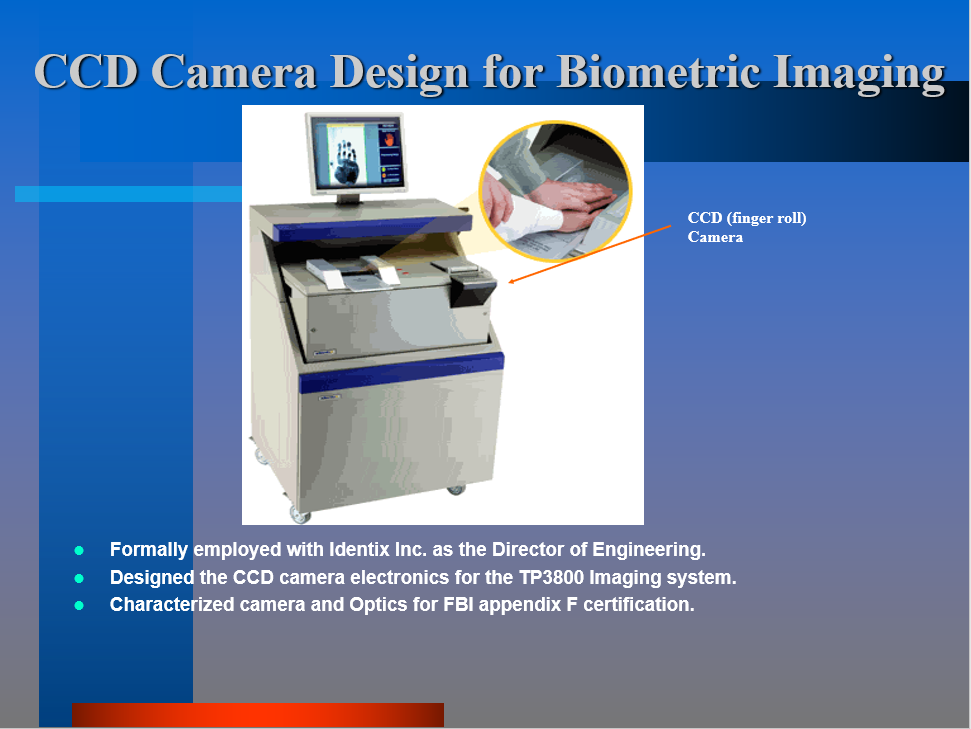 CCD Camera Design for Biometric Imaging
CCD (finger roll)
Camera
Formally employed with Identix Inc. as the Director of Engineering.
Designed the CCD camera electronics for the TP3800 Imaging system.
Characterized camera and Optics for FBI appendix F certification.